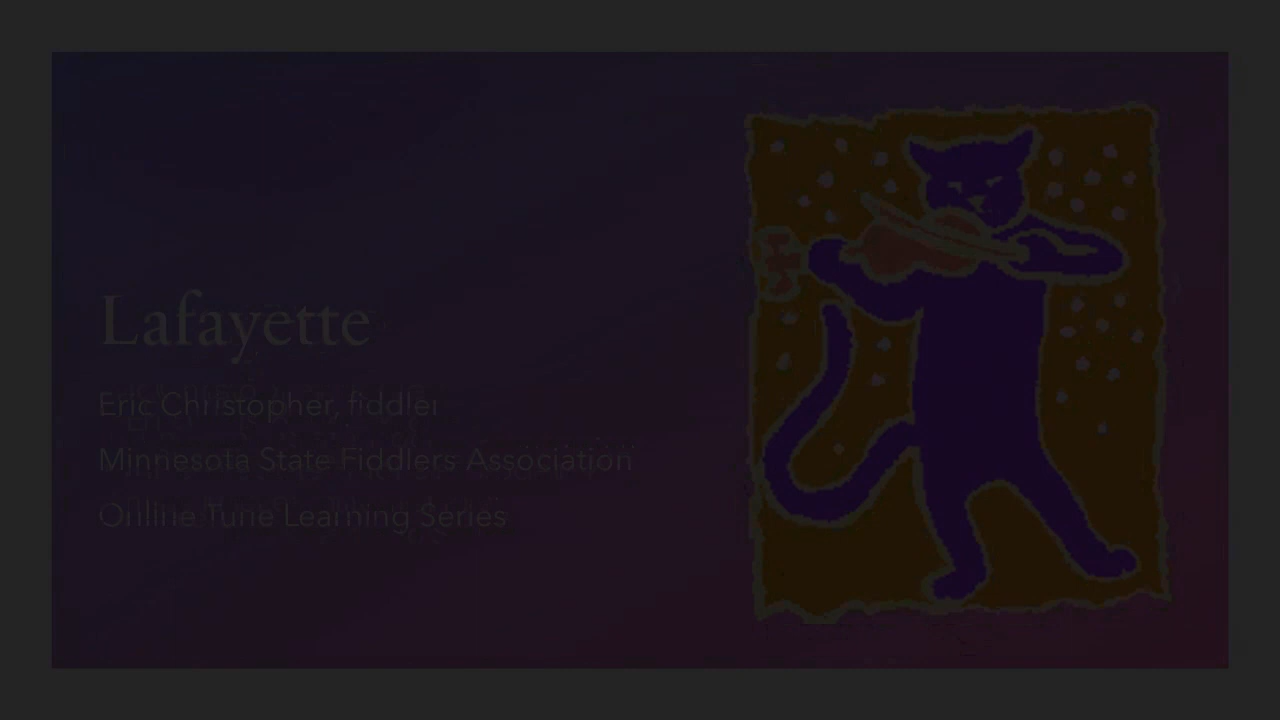 Lafayette
Eric Christopher, fiddler
Minnesota State Fiddlers Association
Online Tune Learning Series